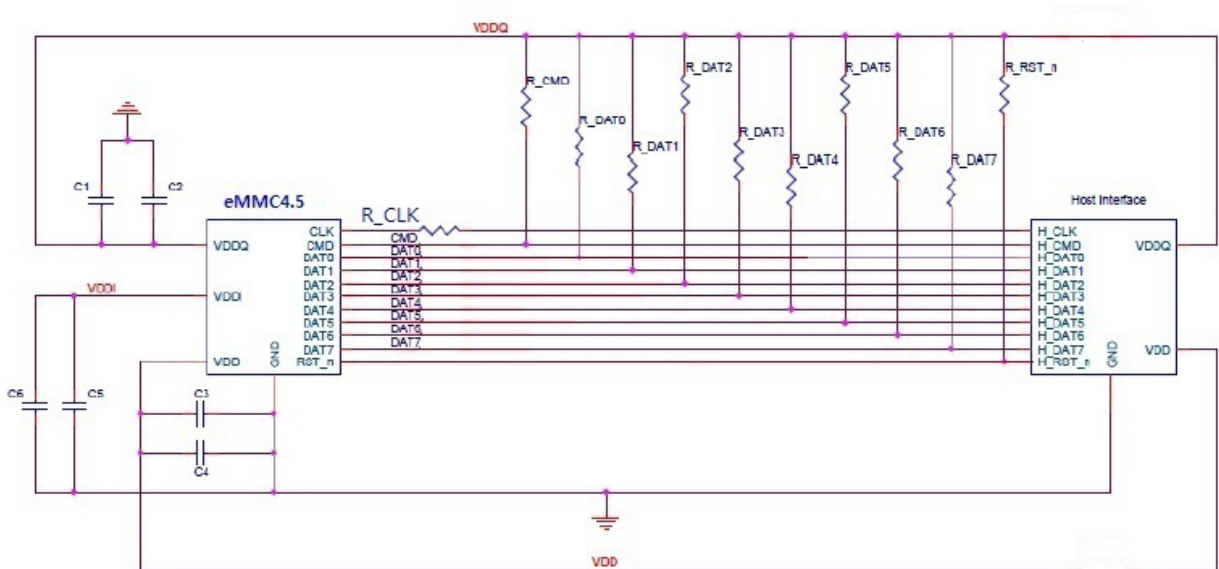 VDDQ
R_CMD
R_DAT0
R_DAT1
R_DAT2
R_DAT3
R_DAT4
R_DAT5
R_DAT6
R_DAT7
R_RST_n
C1
C2
eMMC4.5
R_CLK
Host Interface
VDDQ
VDDI
VDD
CLK
CMD
DAT0
DAT1
DAT2
DAT3
DAT4
DAT5
DAT6
DAT7
RST_n
GND
CMD
DAT0
DAT1
DAT2
DAT3
DAT4
DAT5
DAT6
DAT7
H_CLK
H_CMD
H_DAT0
H_DAT1
H_DAT2
H_DAT3
H_DAT4
H_DAT5
H_DAT6
H_DAT7
H_RST_n
VDDQ
VDD
GND
VDDI
C6
C5
C3
C4
VDD